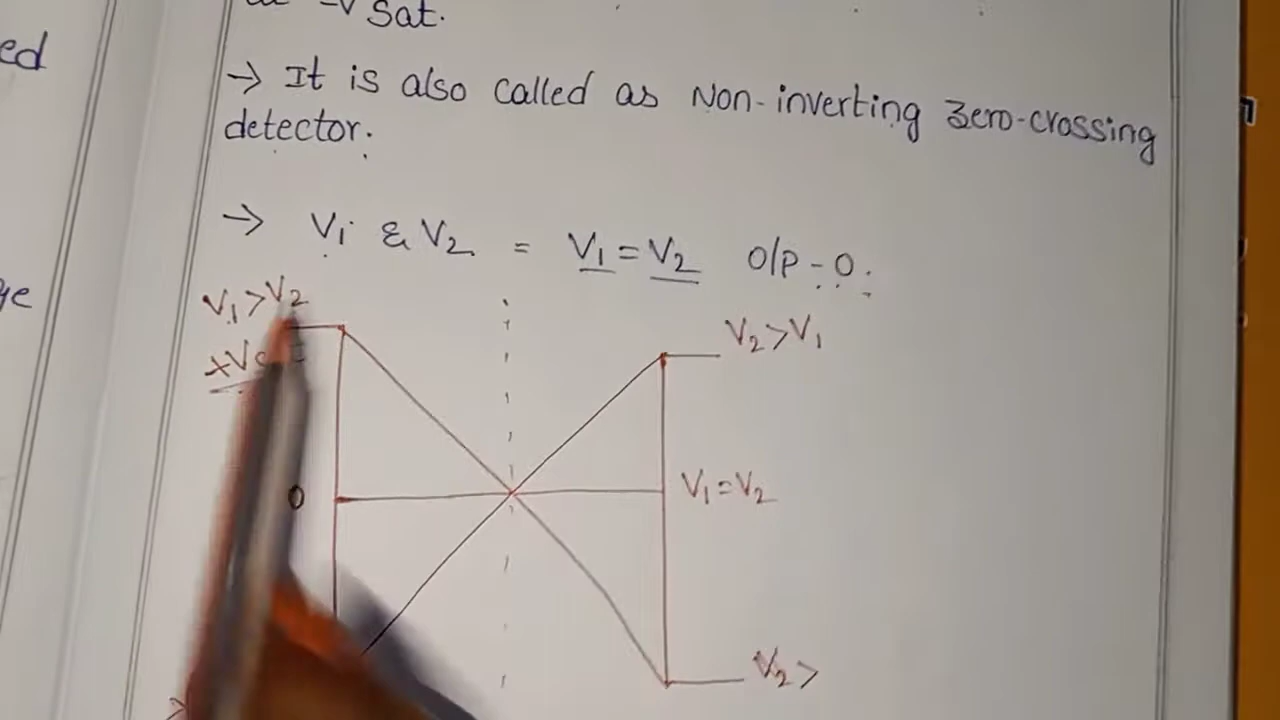 ed
ge
Sat.
→ It is also called as Non-inverting Zero-crossing
detector.
→ V1 & V2 = V1 = V2 O/P - 0.
V1 > V2
V2 > V1
0
V1 = V2
V2 >